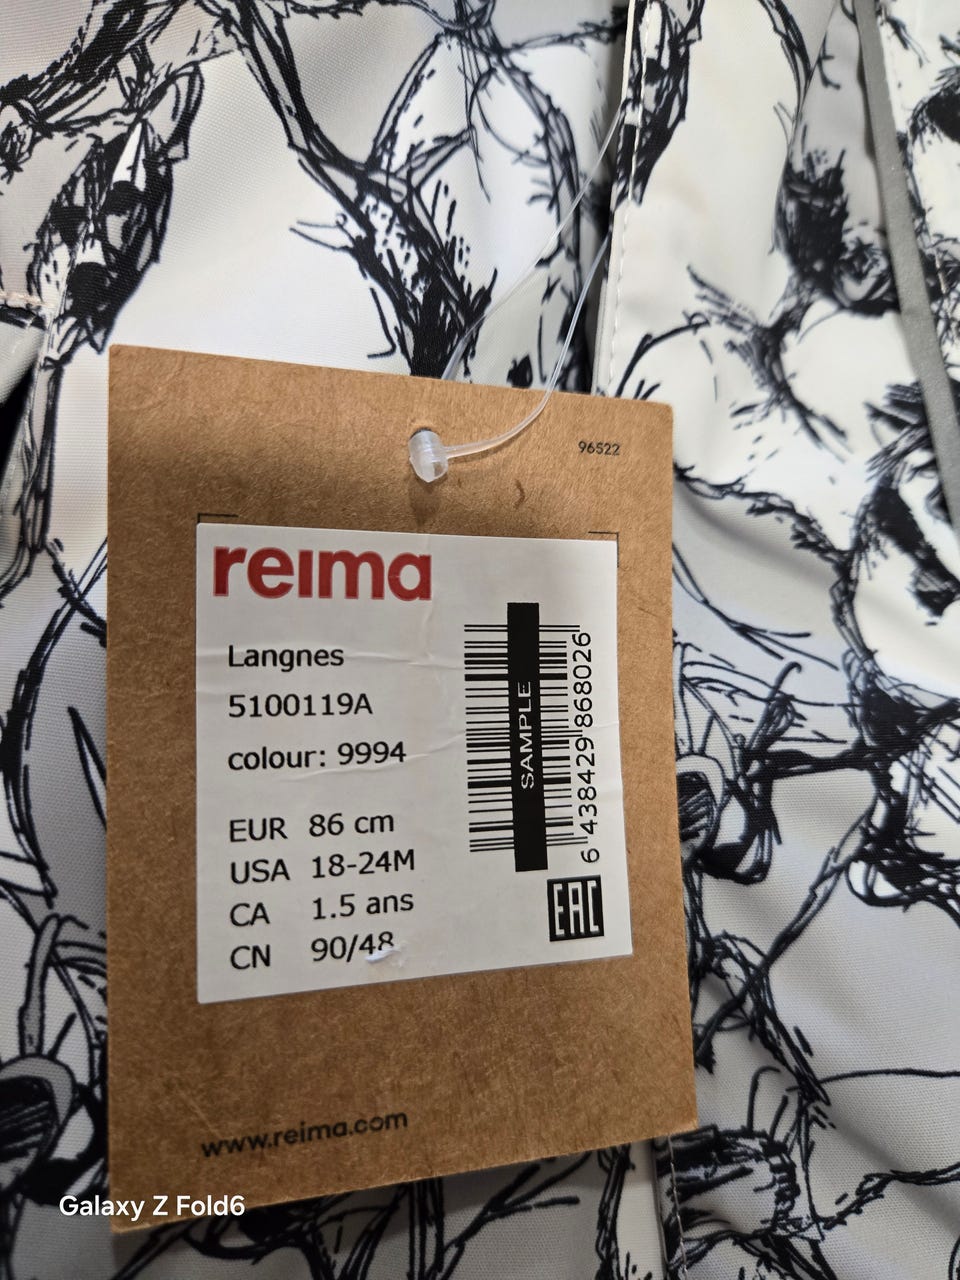 96522
reima
Langnes
5100119A
colour: 9994
EUR 86 cm
USA 18-24M
CA 1.5 ans
CN 90/48
SAMPLE
6 438429 868026
EAC
www.reima.com
Galaxy Z Fold6